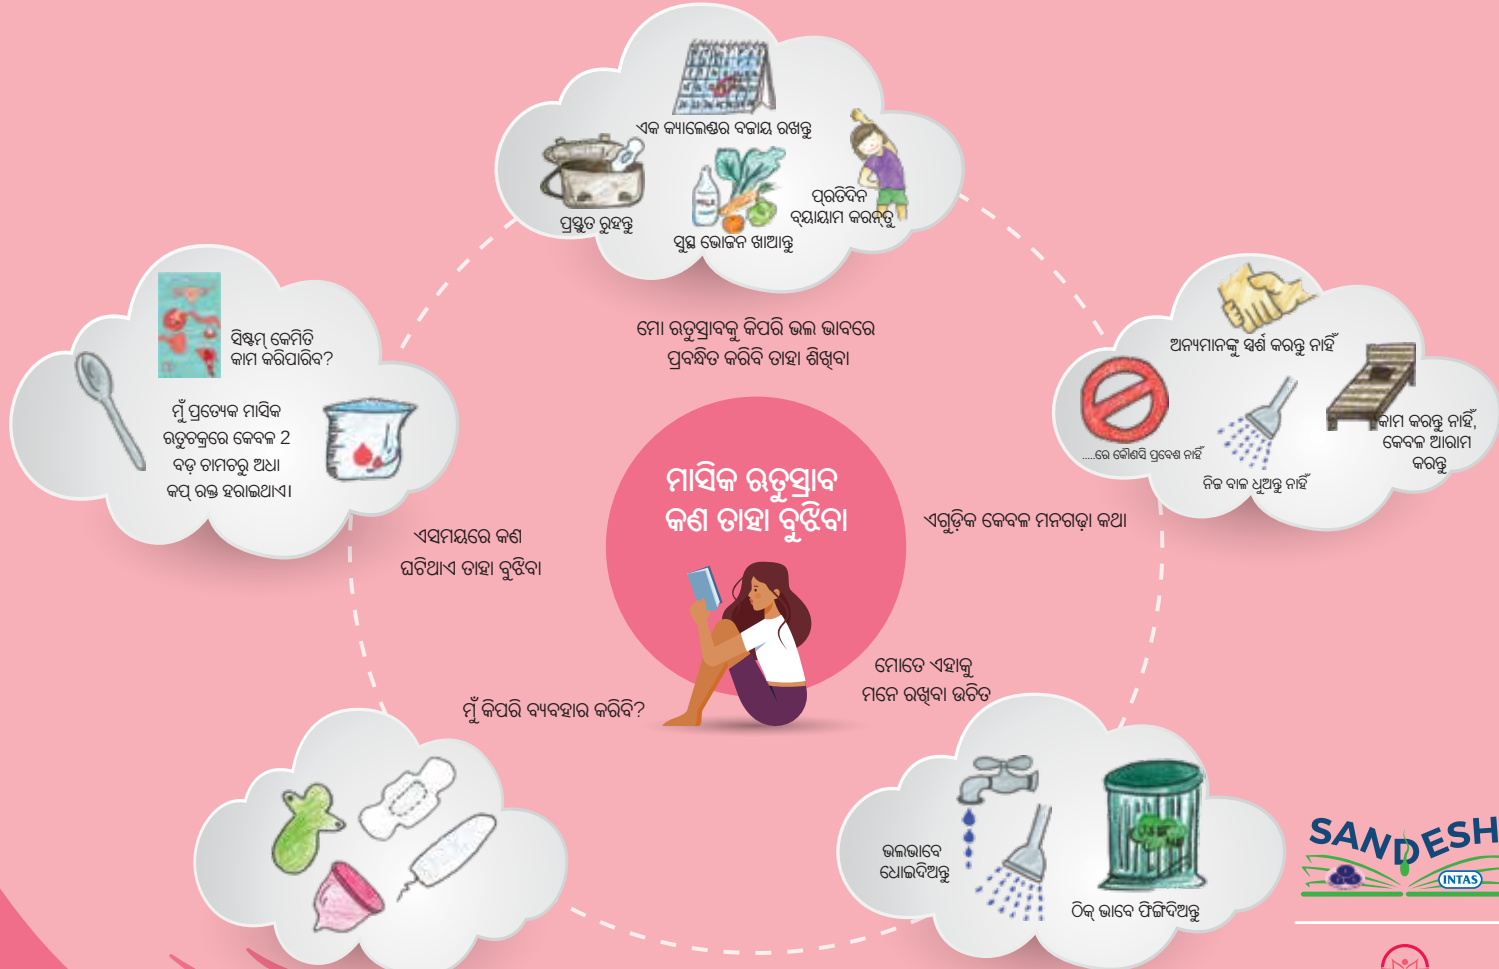 ଏକ କ୍ୟାଲେଣ୍ଡର ବଜାୟ ରଖନ୍ତୁ
ପ୍ରସ୍ତୁତ ରୁହନ୍ତୁ
ସୁସ୍ଥ ଭୋଜନ ଖାଆନ୍ତୁ
ପ୍ରତିଦିନ
ବ୍ୟାୟାମ କରନ୍ତୁ
MILK
ମୋ ଋତୁସ୍ରାବକୁ କିପରି ଭଲ ଭାବରେ
ପ୍ରବନ୍ଧିତ କରିବି ତାହା ଶିଖିବା
ସିଷ୍ଟମ୍ କେମିତି
କାମ କରିପାରିବ?
ମୁଁ ପ୍ରତ୍ୟେକ ମାସିକ
ଋତୁଚକ୍ରରେ କେବଳ 2
ବଡ଼ ଚାମଚରୁ ଅଧା
କପ୍ ରକ୍ତ ହରାଇଥାଏ।
ଏସମୟରେ କଣ
ଘଟିଥାଏ ତାହା ବୁଝିବା
ମାସିକ ଋତୁସ୍ରାବ
କଣ ତାହା ବୁଝିବା
ଅନ୍ୟମାନଙ୍କୁ ସ୍ପର୍ଶ କରନ୍ତୁ ନାହିଁ
.....ରେ କୌଣସି ପ୍ରବେଶ ନାହିଁ
ନିଜ ବାଳ ଧୁଅନ୍ତୁ ନାହିଁ
କାମ କରନ୍ତୁ ନାହିଁ,
କେବଳ ଆରାମ
କରନ୍ତୁ
ଏଗୁଡ଼ିକ କେବଳ ମନଗଢ଼ା କଥା
ମୁଁ କିପରି ବ୍ୟବହାର କରିବି?
ମୋତେ ଏହାକୁ
ମନେ ରଖିବା ଉଚିତ
ଭଲଭାବେ
ଧୋଇଦିଅନ୍ତୁ
ଠିକ୍ ଭାବେ ଫିଙ୍ଗିଦିଅନ୍ତୁ
SANDESH
INTAS